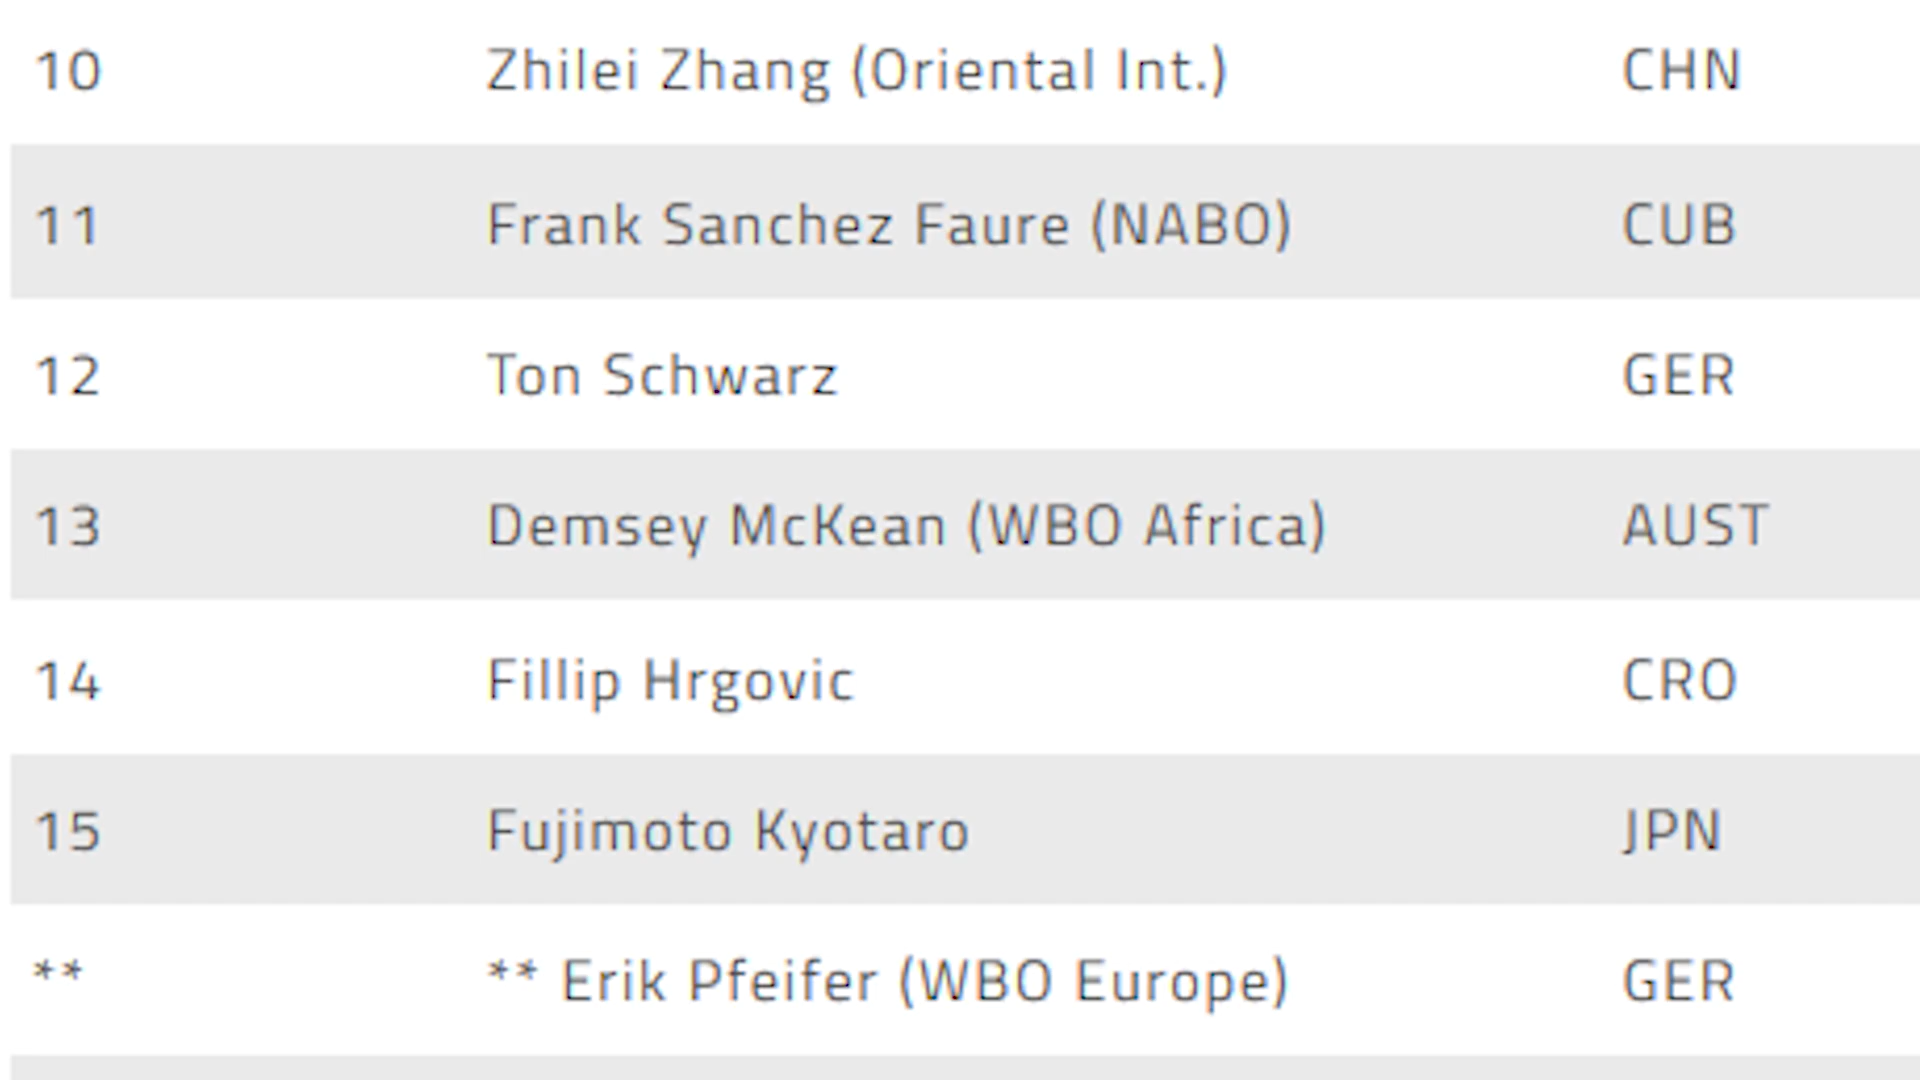 10 Zhilei Zhang (Oriental Int.) CHN
11 Frank Sanchez Faure (NABO) CUB
12 Ton Schwarz GER
13 Demsey McKean (WBO Africa) AUST
14 Fillip Hrgovic CRO
15 Fujimoto Kyotaro JPN
** ** Erik Pfeifer (WBO Europe) GER